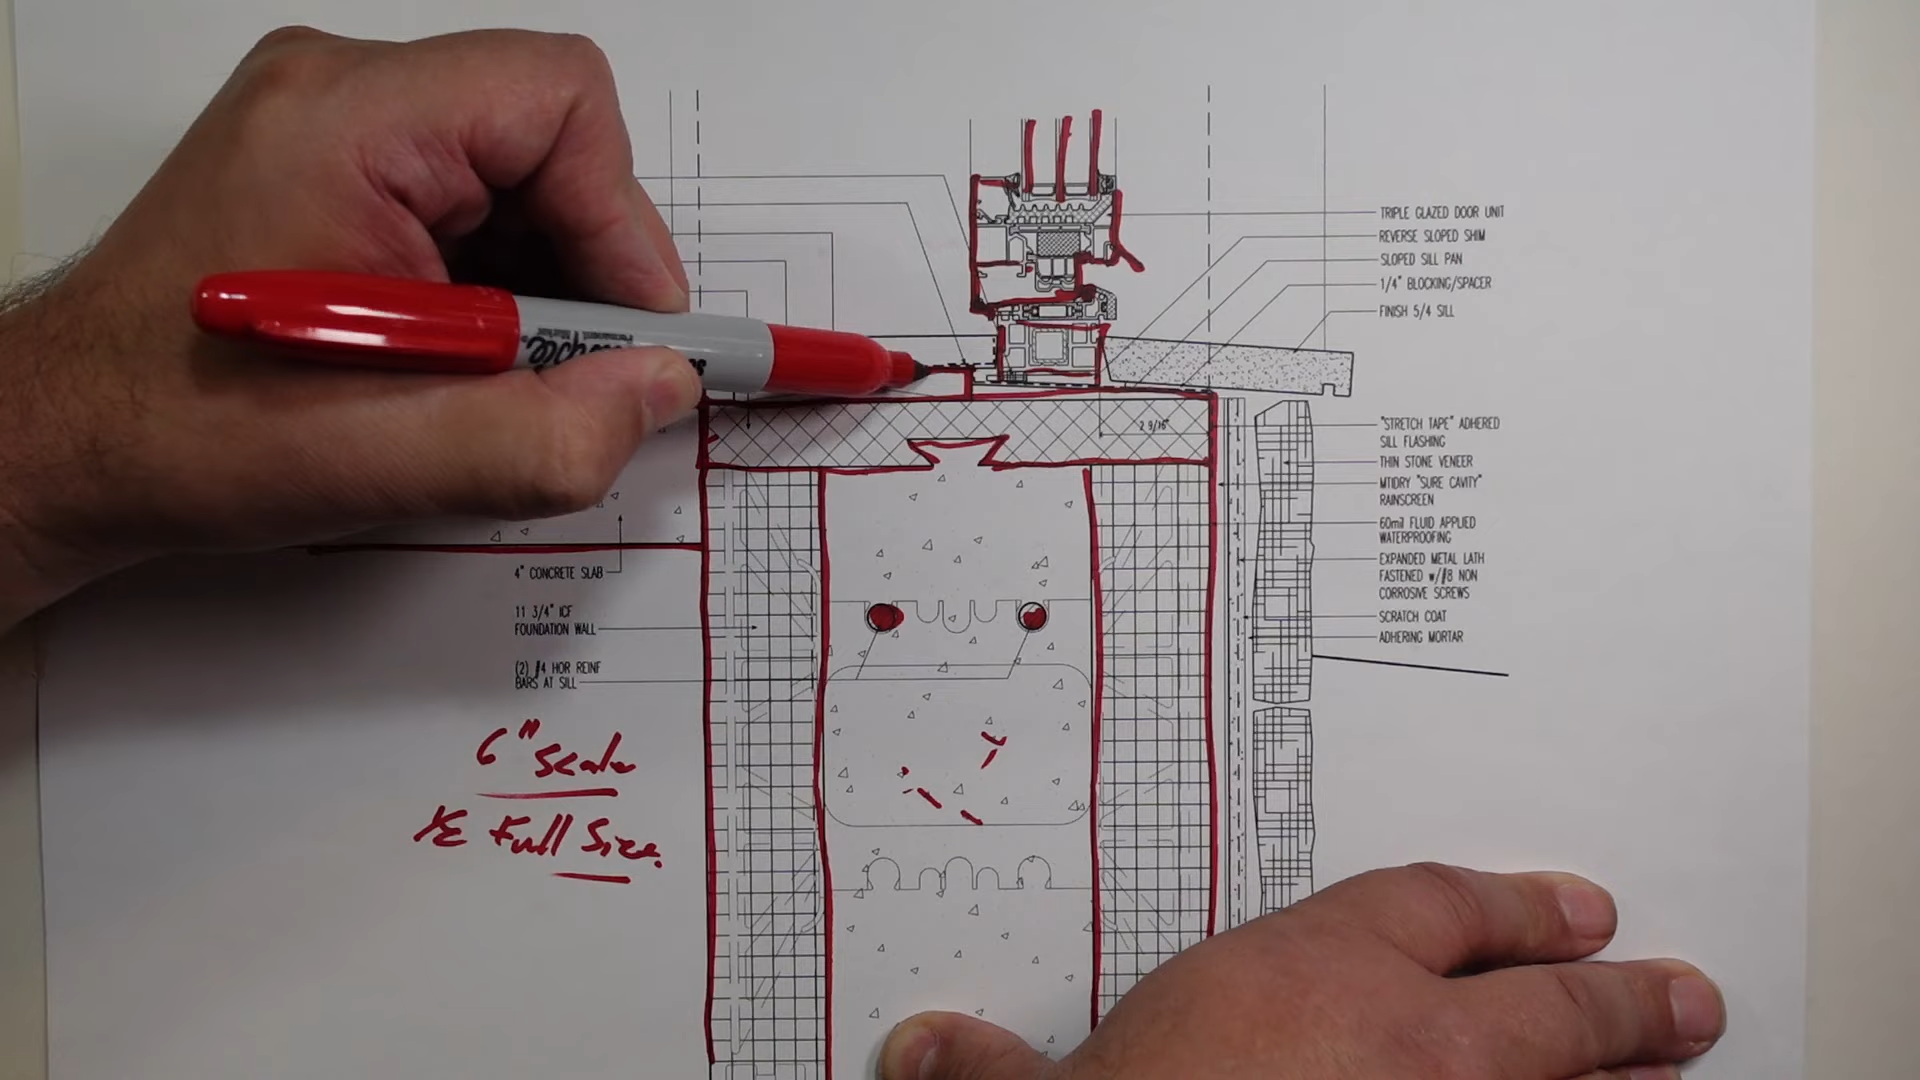 TRIPLE GLAZED DOOR UNIT
REVERSE SLOPED SHIM
SLOPED SILL PAN
1/4" BLOCKING/SPACER
FINISH 5/4 SILL
2 9/16"
"STRETCH TAPE" ADHERED
SILL FLASHING
THIN STONE VENEER
MTIDRY "SURE CAVITY"
RAINSCREEN
60mil FLUID APPLIED
WATERPROOFING
EXPANDED METAL LATH
FASTENED w/#8 NON
CORROSIVE SCREWS
SCRATCH COAT
ADHERING MORTAR
4" CONCRETE SLAB
11 3/4" ICF
FOUNDATION WALL
(2) #4 HOR REINF
BARS AT SILL
6" Scale
Full Size.